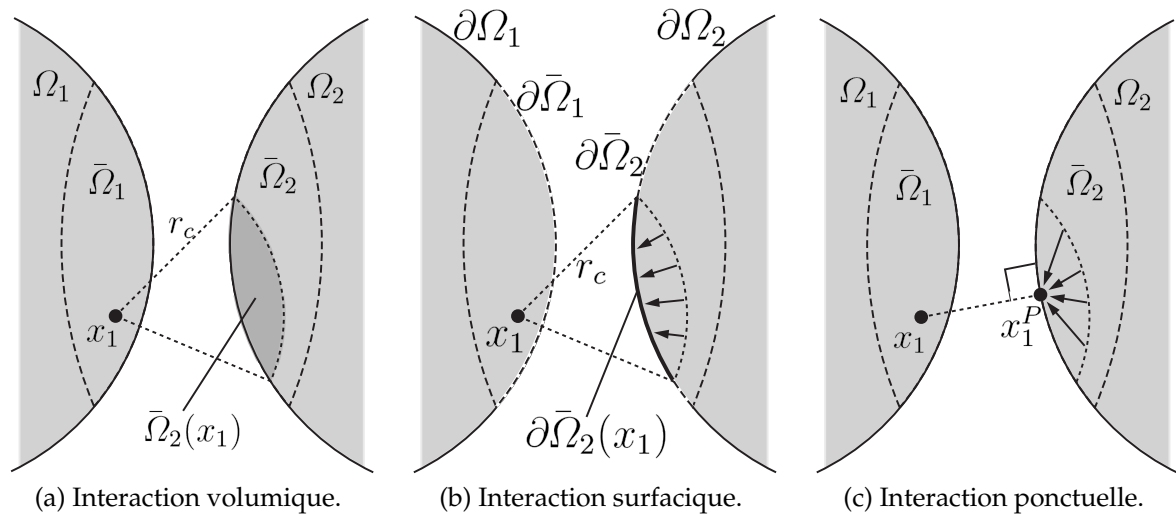 Ω₁
Ω₂
Ω̄₁
Ω̄₂
r_c
x₁
Ω̄₂(x₁)
(a) Interaction volumique.
∂Ω₁
∂Ω₂
∂Ω̄₁
∂Ω̄₂
r_c
x₁
∂Ω̄₂(x₁)
(b) Interaction surfacique.
Ω₁
Ω₂
Ω̄₁
Ω̄₂
x₁
x₁ᴾ
(c) Interaction ponctuelle.